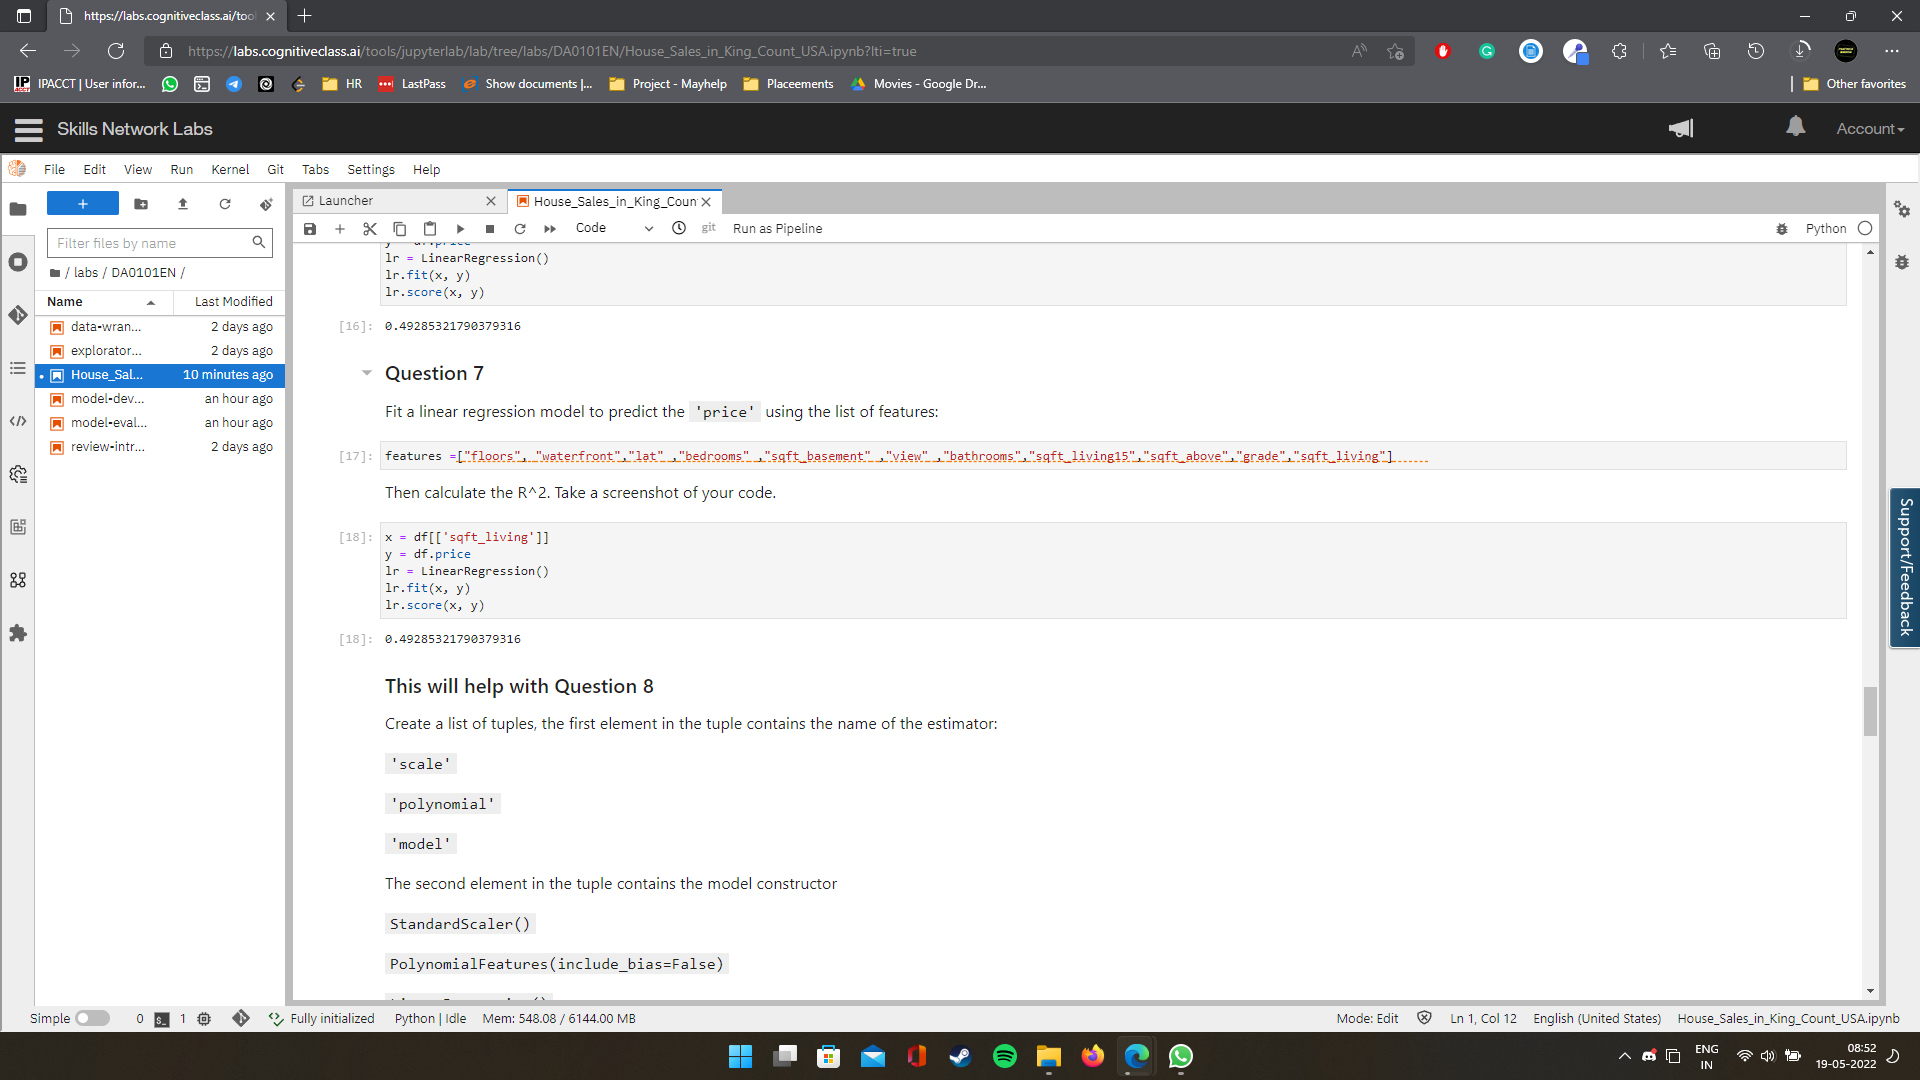 https://labs.cognitiveclass.ai/too
https://labs.cognitiveclass.ai/tools/jupyterlab/lab/tree/labs/DA0101EN/House_Sales_in_King_Count_USA.ipynb?lti=true
IPACCT | User infor...
HR
LastPass
Show documents |...
Project - Mayhelp
Placeements
Movies - Google Dr...
Other favorites
Skills Network Labs
Account
File Edit View Run Kernel Git Tabs Settings Help
Launcher
House_Sales_in_King_Coun
Code
git
Run as Pipeline
Python
Filter files by name
/ labs / DA0101EN /
Name Last Modified
data-wran... 2 days ago
explorator... 2 days ago
House_Sal... 10 minutes ago
model-dev... an hour ago
model-eval... an hour ago
review-intr... 2 days ago
y = df.price
lr = LinearRegression()
lr.fit(x, y)
lr.score(x, y)
[16]: 0.49285321790379316
Question 7
Fit a linear regression model to predict the 'price' using the list of features:
[17]: features =["floors", "waterfront","lat" ,"bedrooms" ,"sqft_basement" ,"view" ,"bathrooms","sqft_living15","sqft_above","grade","sqft_living"]
Then calculate the R^2. Take a screenshot of your code.
[18]: x = df[['sqft_living']]
y = df.price
lr = LinearRegression()
lr.fit(x, y)
lr.score(x, y)
[18]: 0.49285321790379316
This will help with Question 8
Create a list of tuples, the first element in the tuple contains the name of the estimator:
'scale'
'polynomial'
'model'
The second element in the tuple contains the model constructor
StandardScaler()
PolynomialFeatures(include_bias=False)
Support/Feedback
Simple 0 1 Fully initialized Python | Idle Mem: 548.08 / 6144.00 MB
Mode: Edit Ln 1, Col 12 English (United States) House_Sales_in_King_Count_USA.ipynb
ENG
IN
08:52
19-05-2022